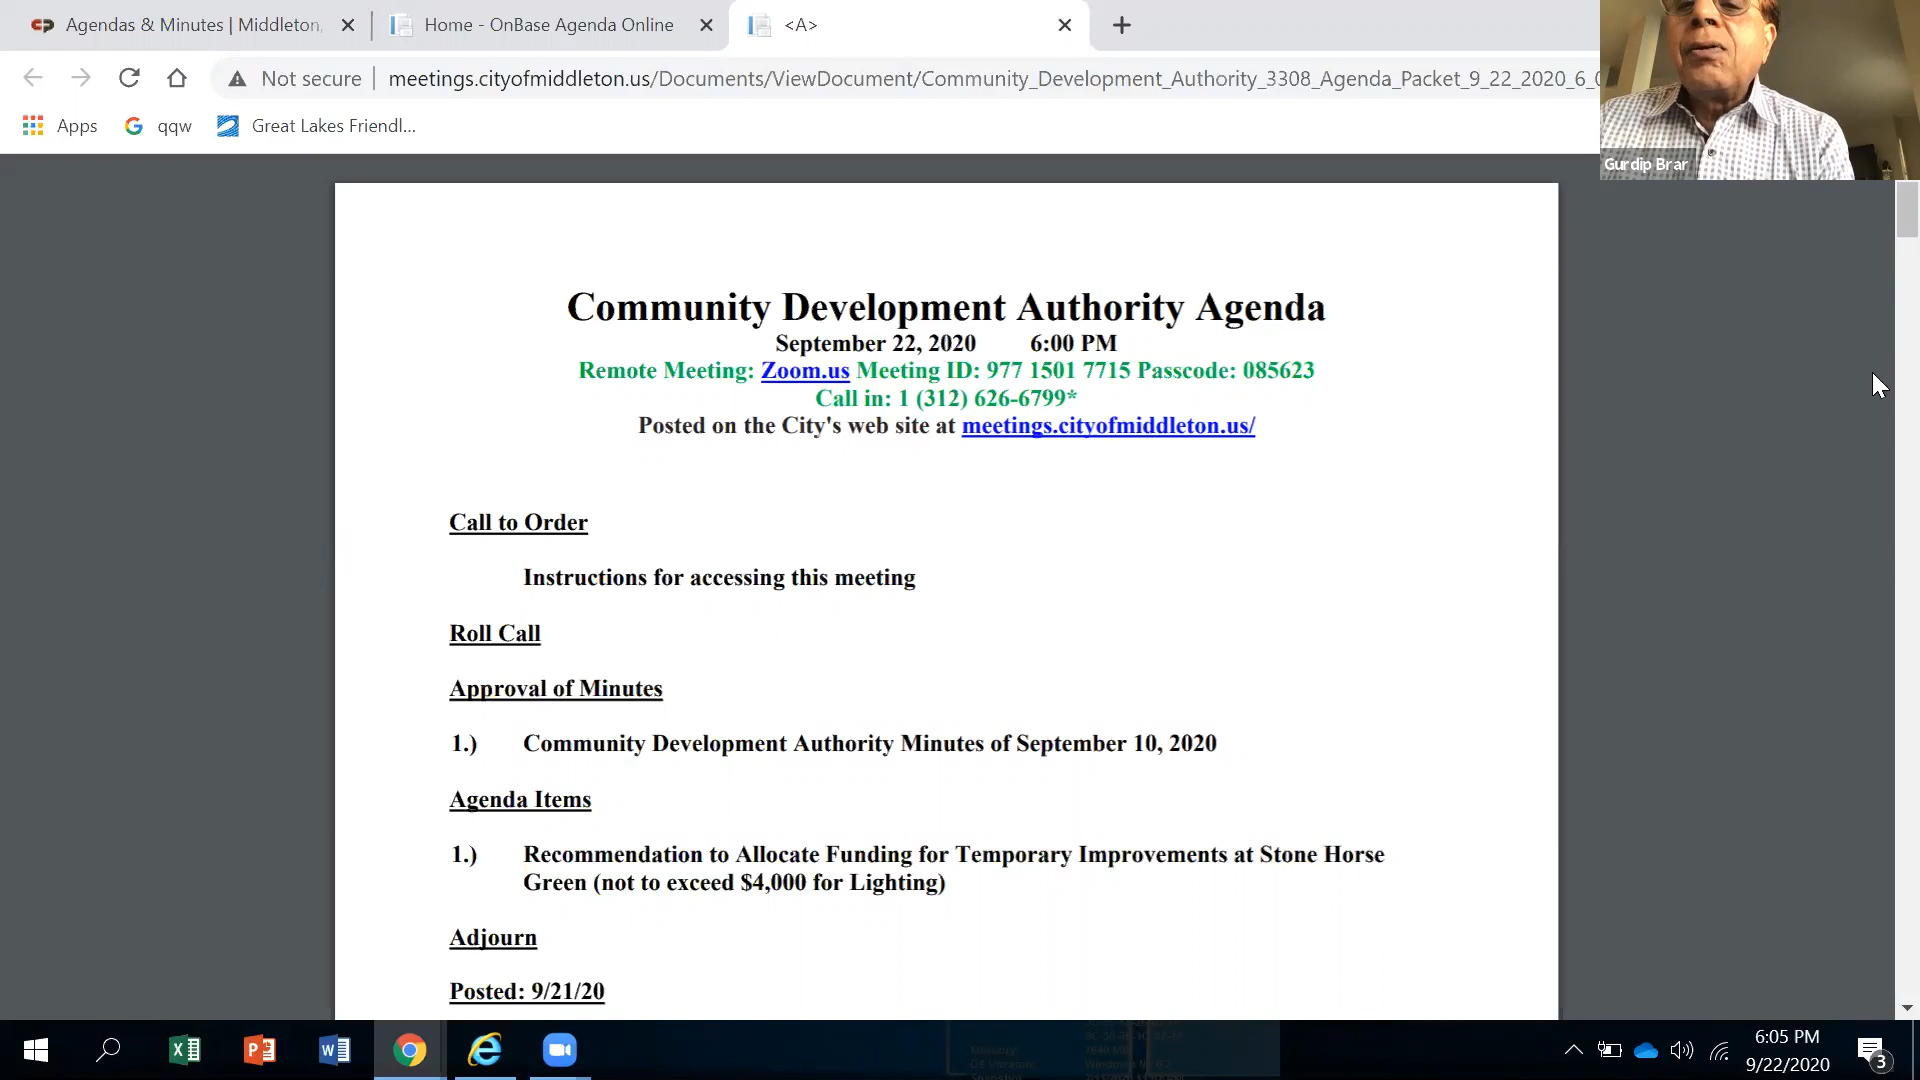 Agendas & Minutes | Middleton,
Home - OnBase Agenda Online
<A>
Not secure
meetings.cityofmiddleton.us/Documents/ViewDocument/Community_Development_Authority_3308_Agenda_Packet_9_22_2020_6_0
Apps
qqw
Great Lakes Friendl...
Gurdip Brar
Community Development Authority Agenda
September 22, 2020 6:00 PM
Remote Meeting: Zoom.us Meeting ID: 977 1501 7715 Passcode: 085623
Call in: 1 (312) 626-6799*
Posted on the City's web site at meetings.cityofmiddleton.us/
Call to Order
Instructions for accessing this meeting
Roll Call
Approval of Minutes
1.) Community Development Authority Minutes of September 10, 2020
Agenda Items
1.) Recommendation to Allocate Funding for Temporary Improvements at Stone Horse
Green (not to exceed $4,000 for Lighting)
Adjourn
Posted: 9/21/20
6:05 PM
9/22/2020
3